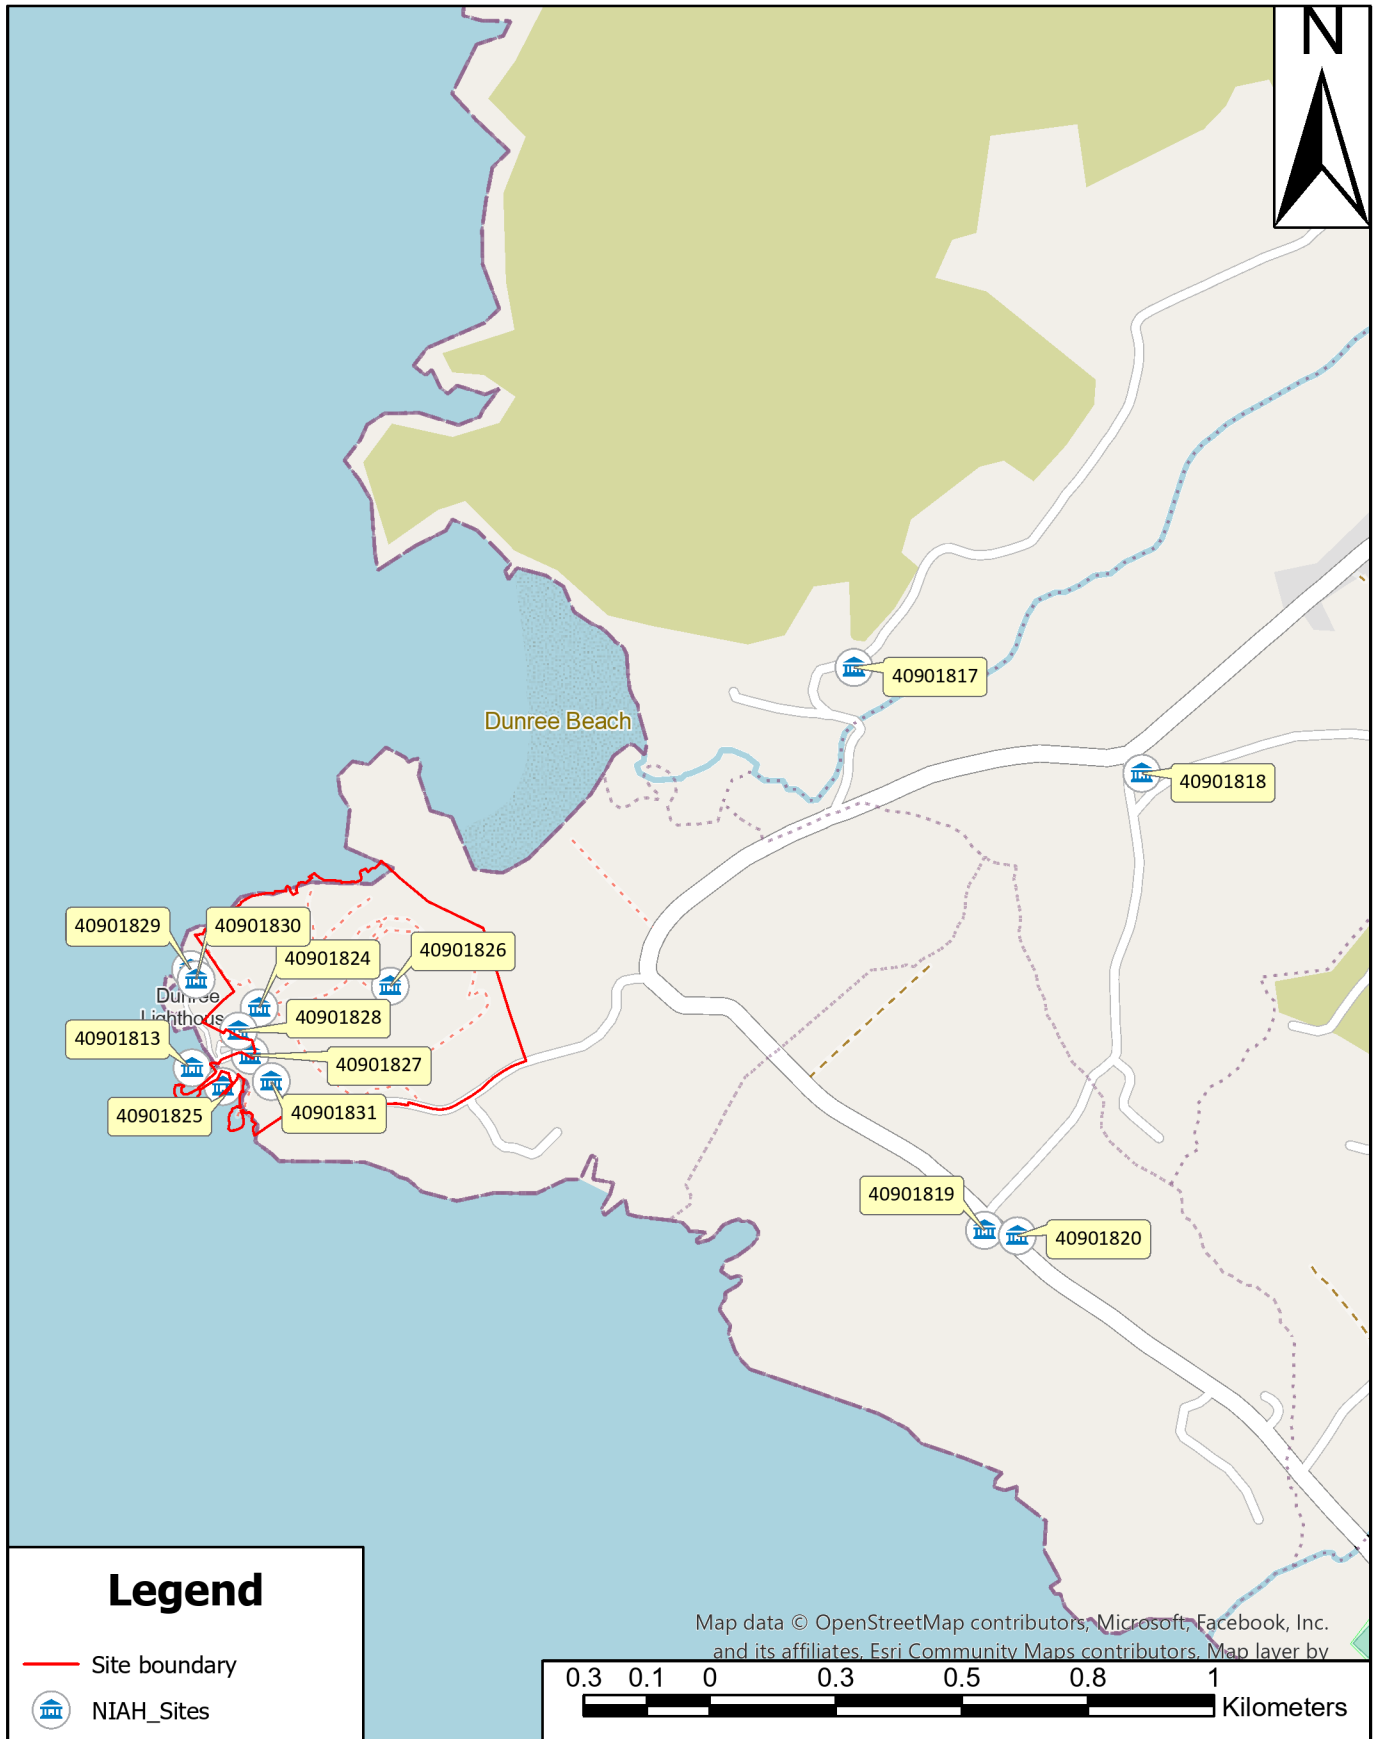 N
40901817
Dunree Beach
40901818
40901829
40901830
40901824
40901826
Dunree
Lighthous
40901828
40901813
40901827
40901825
40901831
40901819
40901820
Map data © OpenStreetMap contributors, Microsoft, Facebook, Inc.
and its affiliates, Esri Community Maps contributors, Map layer by
Legend
Site boundary
NIAH_Sites
0.3 0.1 0 0.3 0.5 0.8 1
Kilometers